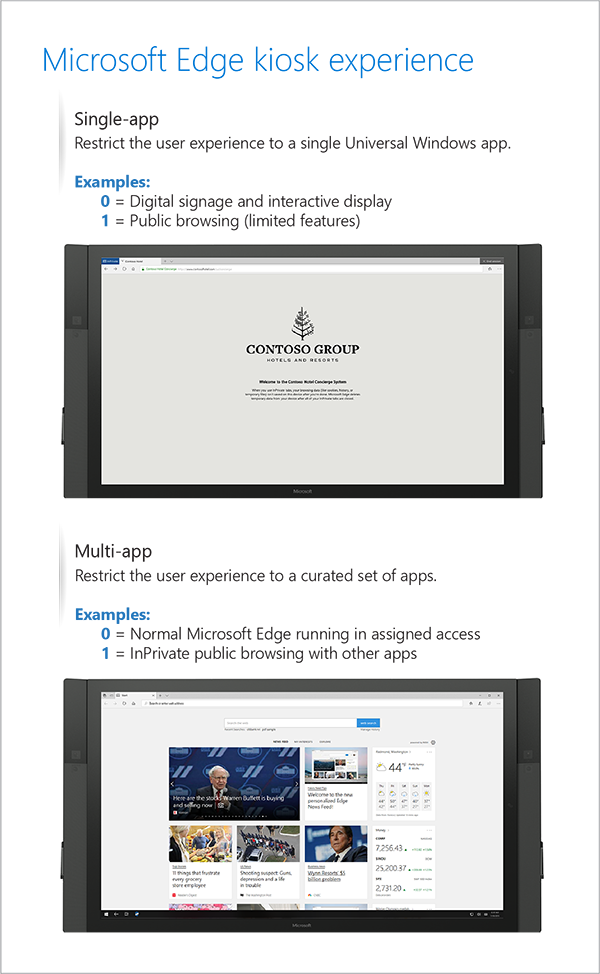 Microsoft Edge kiosk experience
Single-app
Restrict the user experience to a single Universal Windows app.
Examples:
0 = Digital signage and interactive display
1 = Public browsing (limited features)
CONTOSO GROUP
HOTELS AND RESORTS
Welcome to the Contoso Hotel Concierge System
Microsoft
Multi-app
Restrict the user experience to a curated set of apps.
Examples:
0 = Normal Microsoft Edge running in assigned access
1 = InPrivate public browsing with other apps
Here are the stocks Warren Buffett is buying
and selling now
Welcome to the new
personalized Edge
News Feed!
44°
11 things that frustrate
every grocery
store employee
Shooting suspect: Guns,
depression and a life
in trouble
Wynn Resorts' $5
billion problem
Money
7,256.43
25,200.37
2,731.20
Microsoft